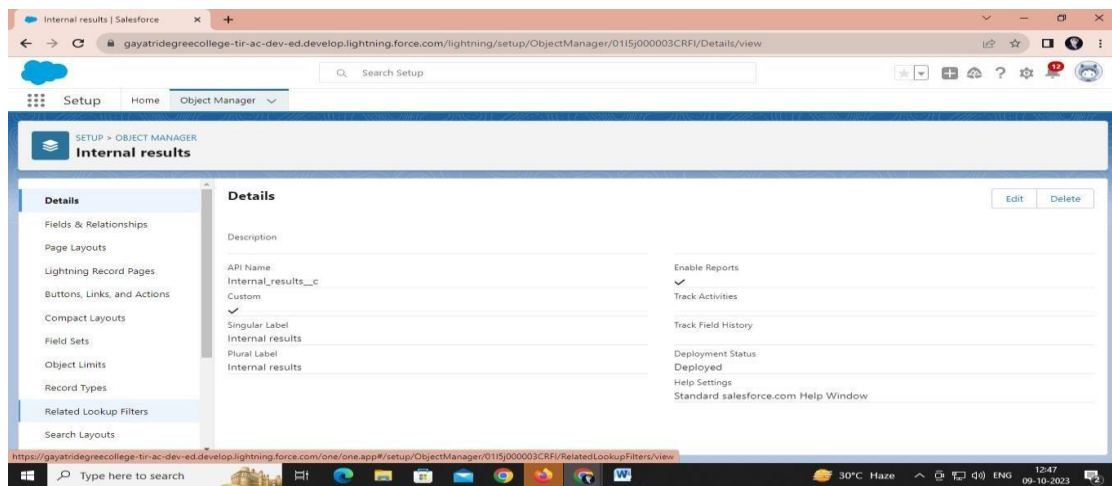 Internal results | Salesforce
gayatridegreecollege-tir-ac-dev-ed.develop.lightning.force.com/lightning/setup/ObjectManager/01I5j000003CRFI/Details/view
Search Setup
12
Setup Home Object Manager
SETUP > OBJECT MANAGER
Internal results
Details
Fields & Relationships
Page Layouts
Lightning Record Pages
Buttons, Links, and Actions
Compact Layouts
Field Sets
Object Limits
Record Types
Related Lookup Filters
Search Layouts
Details
Edit Delete
Description
API Name
Internal_results__c
Custom
Singular Label
Internal results
Plural Label
Internal results
Enable Reports
Track Activities
Track Field History
Deployment Status
Deployed
Help Settings
Standard salesforce.com Help Window
https://gayatridegreecollege-tir-ac-dev-ed.develop.lightning.force.com/one/one.app#/setup/ObjectManager/01I5j000003CRFI/RelatedLookupFilters/view
Type here to search
30°C Haze
ENG
12:47
09-10-2023